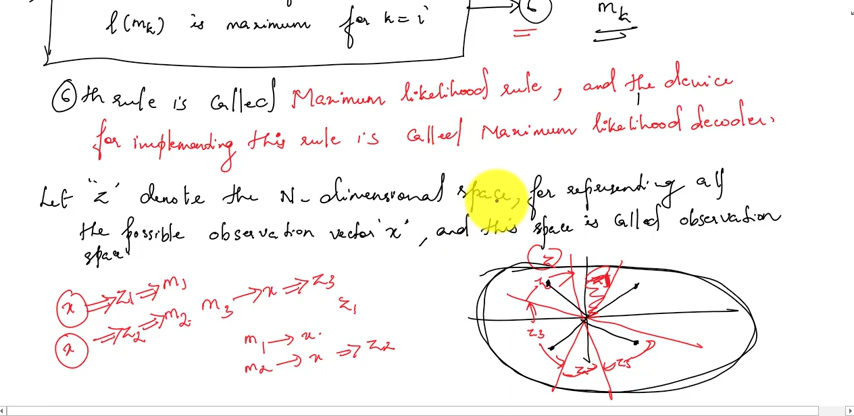 l(mk) is maximum for k = i
6
mk
6 th rule is called Maximum likelihood rule, and the device
for implementing this rule is called Maximum likelihood decoder.
Let "Z" denote the N-dimensional space, for representing all
the possible observation vector 'x', and this space is called observation
space
x ⇒ Z1 ⇒ m1
x ⇒ Z2 ⇒ m2
m3 → x ⇒ Z3
Z1
m1 → x
m2 → x ⇒ Z2
Z
Z3